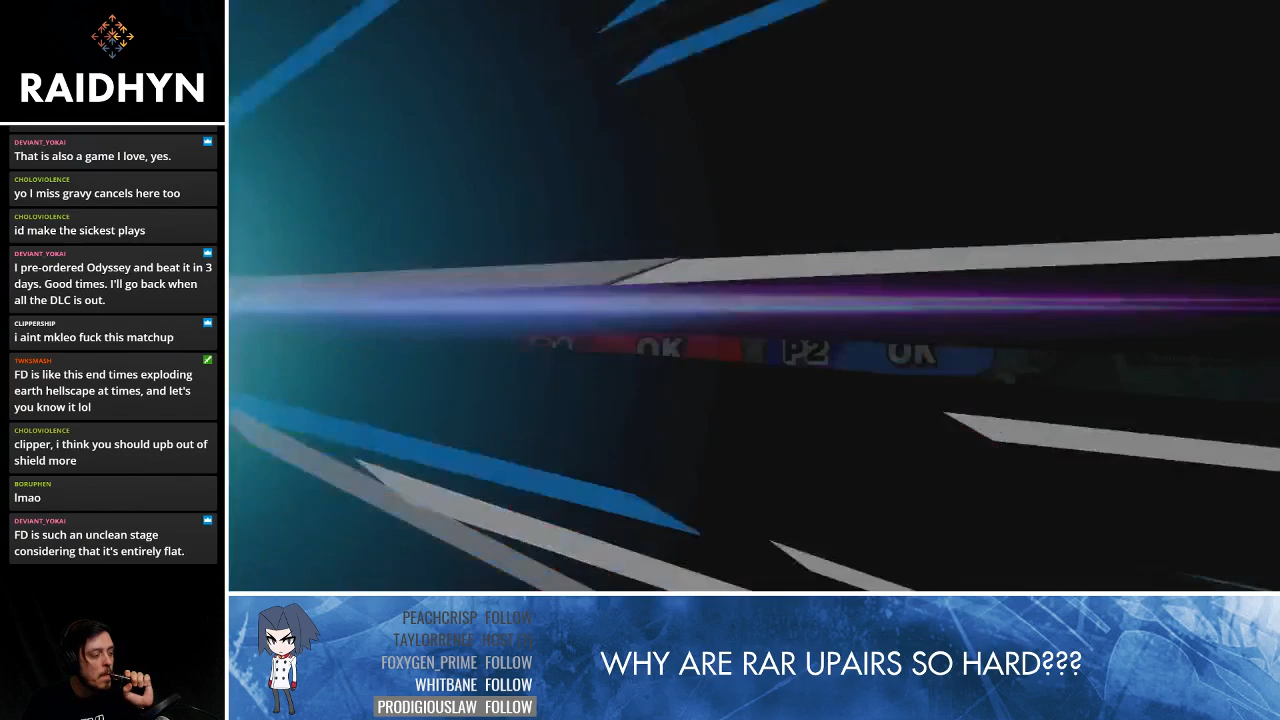 RAIDHYN
DEVIANT_YOKAI
That is also a game I love, yes.
CHOLOVIOLENCE
yo I miss gravy cancels here too
CHOLOVIOLENCE
id make the sickest plays
DEVIANT_YOKAI
I pre-ordered Odyssey and beat it in 3
days. Good times. I'll go back when
all the DLC is out.
CLIPPERSHIP
i aint mkleo fuck this matchup
TWKSMASH
FD is like this end times exploding
earth hellscape at times, and let's
you know it lol
CHOLOVIOLENCE
clipper, i think you should upb out of
shield more
BORUPHEN
lmao
DEVIANT_YOKAI
FD is such an unclean stage
considering that it's entirely flat.
OK
P2
OK
PEACHCRISP FOLLOW
FOXYGEN_PRIME FOLLOW
WHITBANE FOLLOW
PRODIGIOUSLAW FOLLOW
WHY ARE RAR UPAIRS SO HARD???